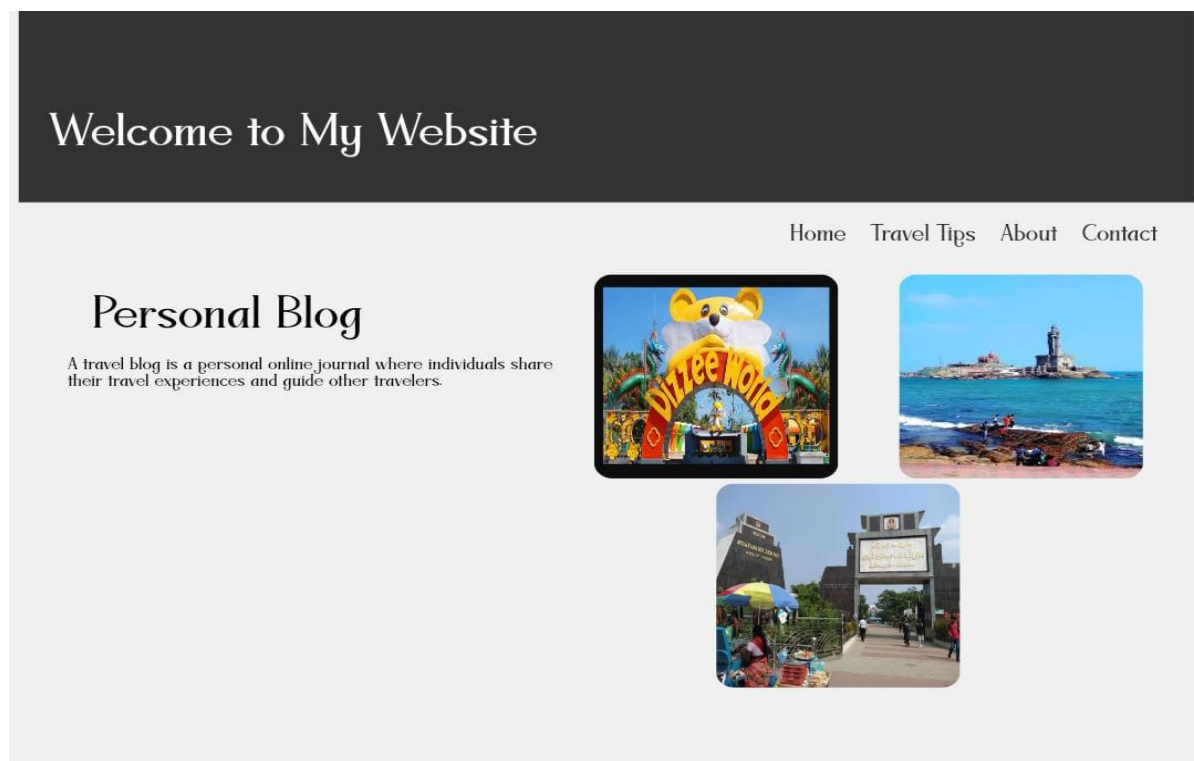 Welcome to My Website
Home Travel Tips About Contact
Personal Blog
A travel blog is a personal online journal where individuals share
their travel experiences and guide other travelers.
Dizzee World